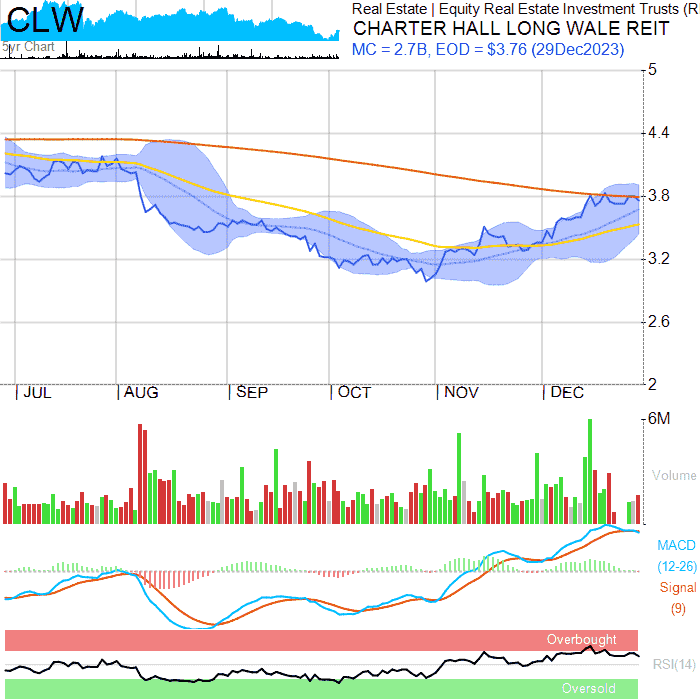 CLW
5yr Chart
Real Estate | Equity Real Estate Investment Trusts (R
CHARTER HALL LONG WALE REIT
MC = 2.7B, EOD = $3.76 (29Dec2023)
5
4.4
3.8
3.2
2.6
2
| JUL | AUG | SEP | OCT | NOV | DEC
6M
Volume
MACD
(12-26)
Signal
(9)
Overbought
RSI(14)
Oversold